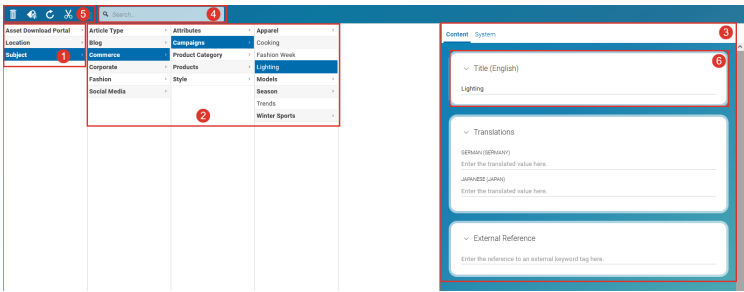 5
Search...
4
Asset Download Portal
Location
Subject
1
Article Type
Blog
Commerce
Corporate
Fashion
Social Media
Attributes
Campaigns
Product Category
Products
Style
2
Apparel
Cooking
Fashion Week
Lighting
Models
Season
Trends
Winter Sports
Content System
3
6
Title (English)
Lighting
Translations
GERMAN (GERMANY)
Enter the translated value here.
JAPANESE (JAPAN)
Enter the translated value here.
External Reference
Enter the reference to an external keyword tag here.